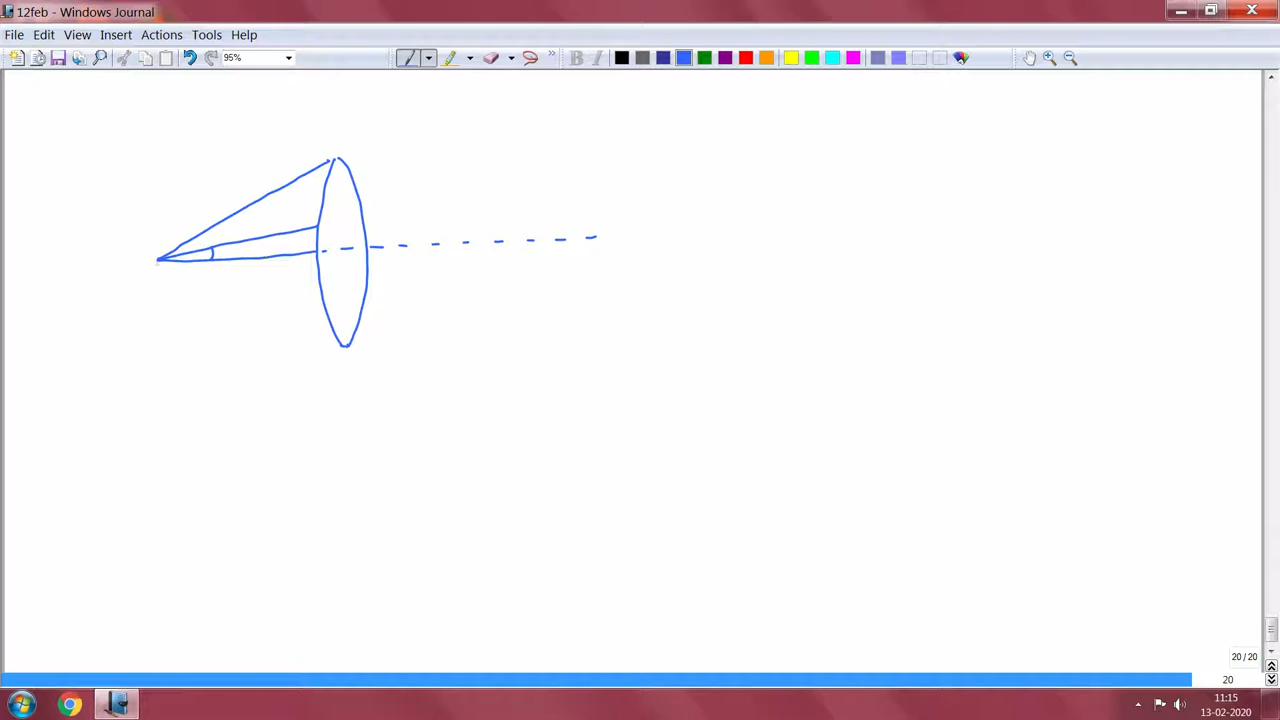 12feb - Windows Journal
File Edit View Insert Actions Tools Help
95%
B I
20 / 20
20
11:15
13-02-2020